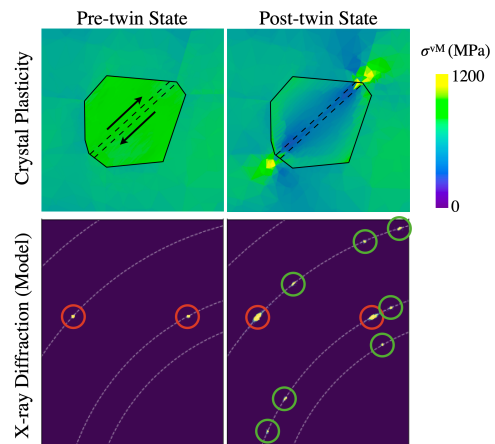 Pre-twin State
Post-twin State
Crystal Plasticity
σᵛᴹ (MPa)
1200
0
X-ray Diffraction (Model)